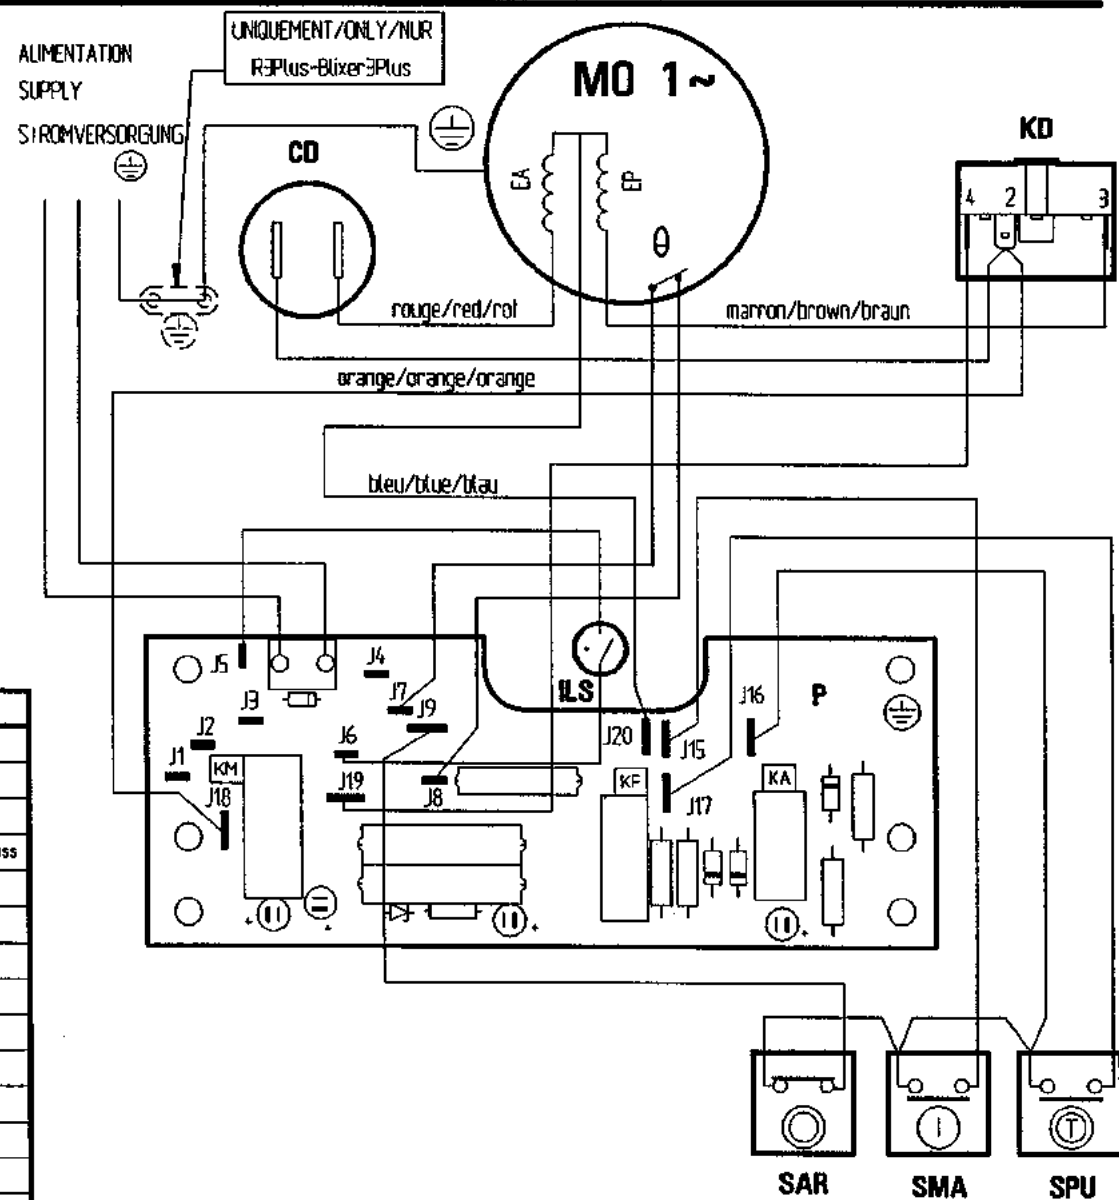 UNIQUEMENT/ONLY/NUR
R3Plus-Blixer3Plus
ALIMENTATION
SUPPLY
STROMVERSORGUNG
MO 1~
CD
KD
EA
EP
θ
4 2 3
rouge/red/rot
marron/brown/braun
orange/orange/orange
bleu/blue/blau
J5
J4
J7
J9
J3
J2
J1
J6
J19
J8
J18
KM
ILS
J20
J15
J16
J17
P
KF
KA
ss
SAR
SMA
SPU
I
T